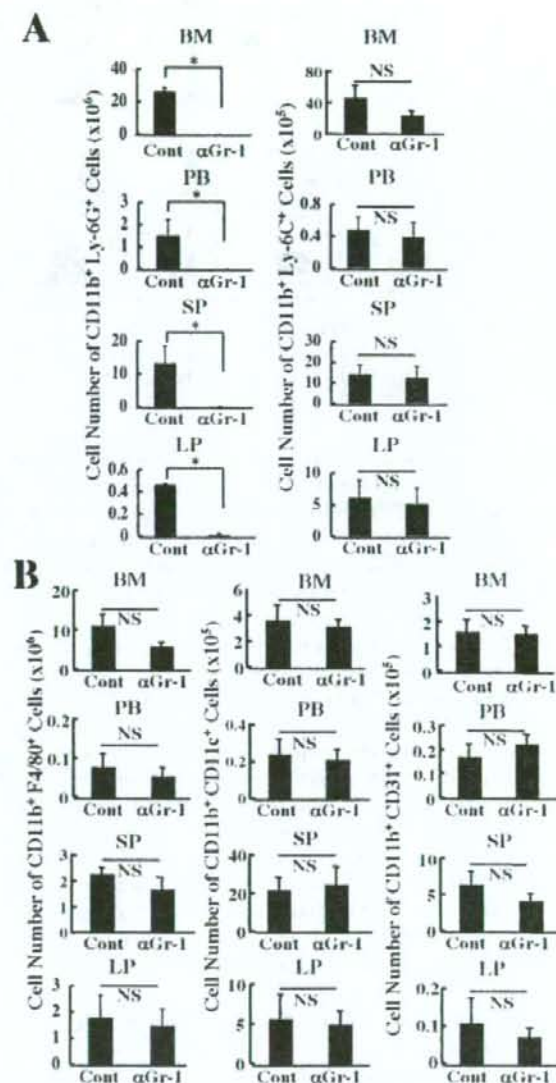 A
Cell Number of CD11b+ Ly-6G+ Cells (x10⁶)
BM
40
20
0
*
Cont αGr-1
PB
3
2
1
0
*
Cont αGr-1
SP
20
10
0
*
Cont αGr-1
LP
0.6
0.4
0.2
0
*
Cont αGr-1
Cell Number of CD11b+ Ly-6C+ Cells (x10⁵)
BM
80
40
0
NS
Cont αGr-1
PB
0.8
0.4
0
NS
Cont αGr-1
SP
30
20
10
0
NS
Cont αGr-1
LP
10
5
0
NS
Cont αGr-1
B
Cell Number of CD11b+ F4/80+ Cells (x10⁶)
BM
20
10
0
NS
Cont αGr-1
PB
0.2
0.1
0
NS
Cont αGr-1
SP
3
2
1
0
NS
Cont αGr-1
LP
3
2
1
0
NS
Cont αGr-1
Cell Number of CD11b+ CD11c+ Cells (x10⁵)
BM
6
4
2
0
NS
Cont αGr-1
PB
0.4
0.2
0
NS
Cont αGr-1
SP
40
20
0
NS
Cont αGr-1
LP
10
5
0
NS
Cont αGr-1
Cell Number of CD11b+ CD31+ Cells (x10⁵)
BM
3
2
1
0
NS
Cont αGr-1
PB
0.3
0.2
0.1
0
NS
Cont αGr-1
SP
10
5
0
NS
Cont αGr-1
LP
0.2
0.1
0
NS
Cont αGr-1